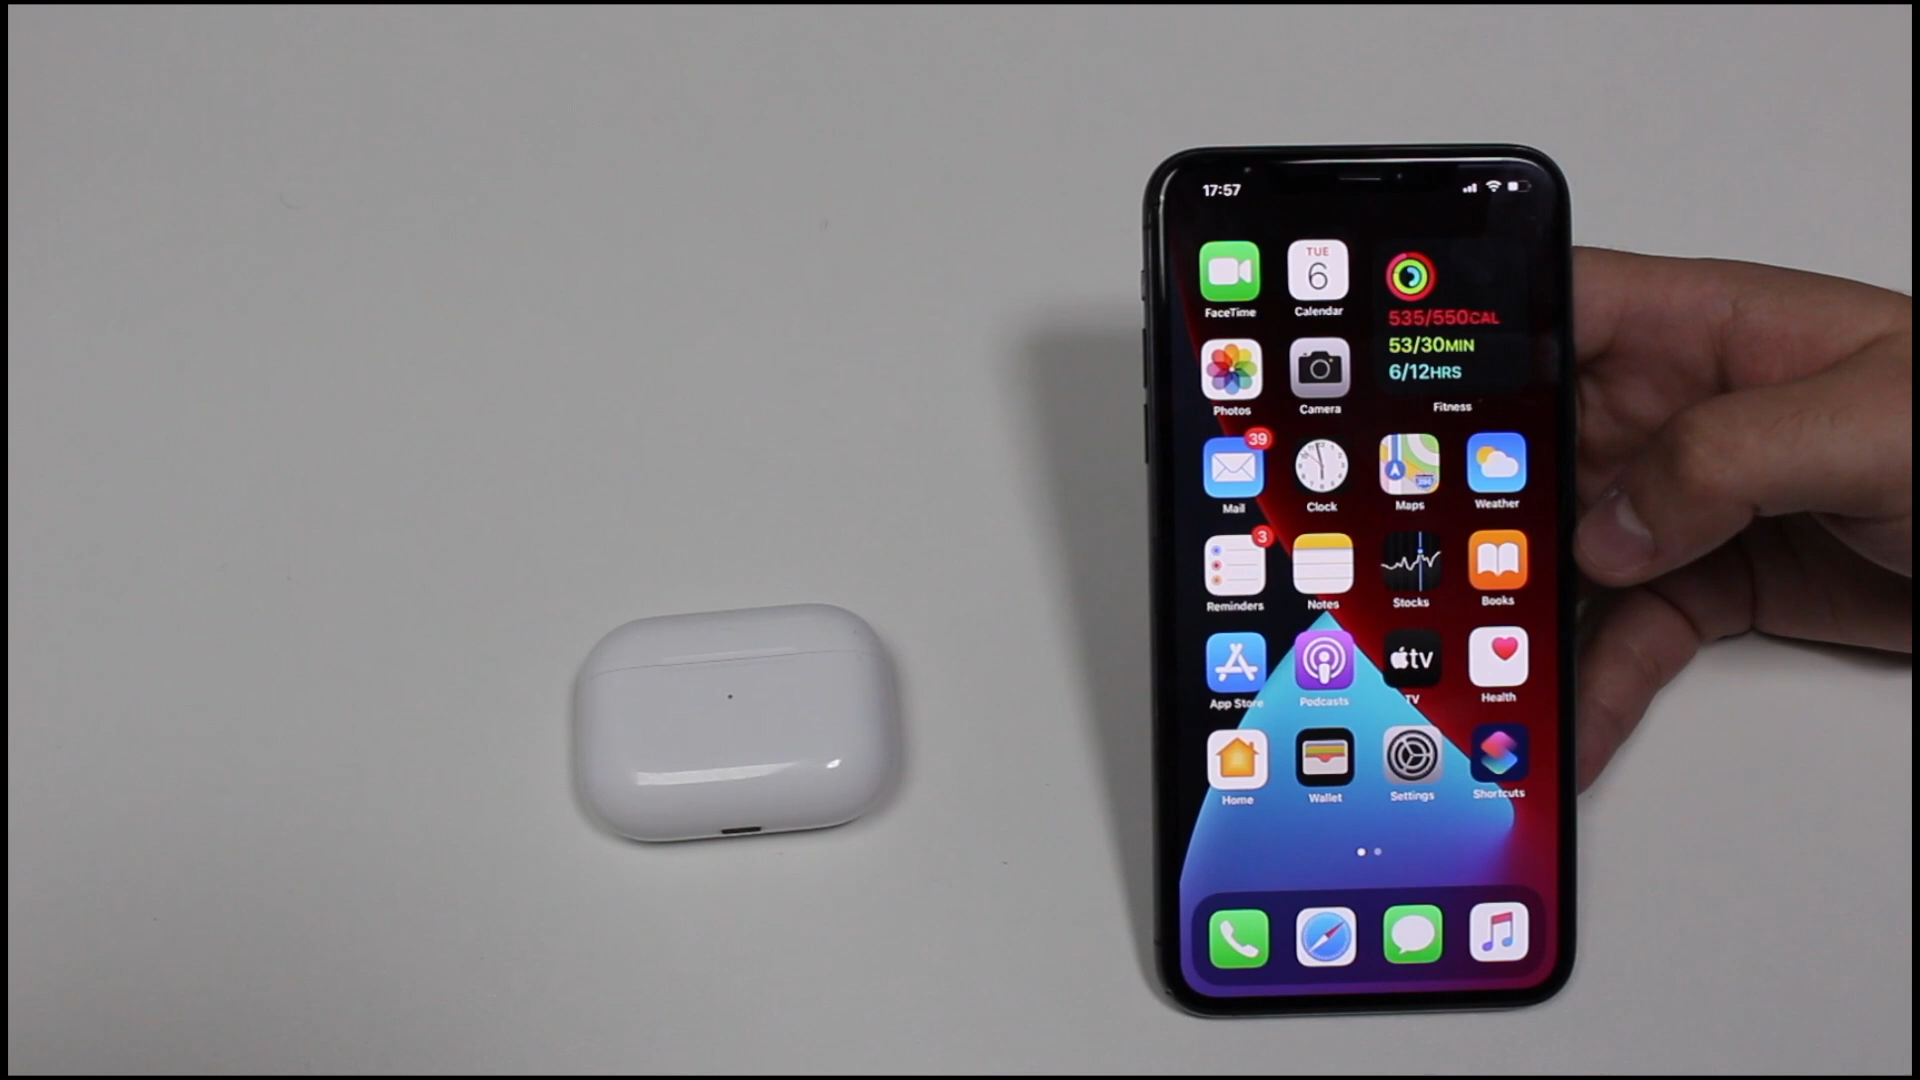 17:57
TUE
6
FaceTime
Calendar
535/550CAL
53/30MIN
6/12HRS
Photos
Camera
Fitness
39
Mail
Clock
Maps
Weather
3
Reminders
Notes
Stocks
Books
tv
App Store
Podcasts
TV
Health
Home
Wallet
Settings
Shortcuts